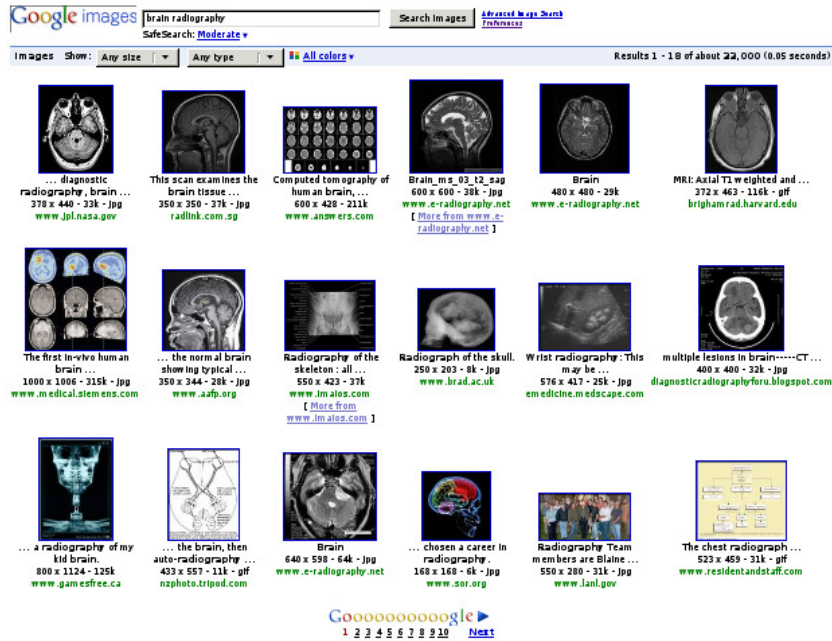 Google images brain radiography Search Images Advanced Image Search
Preferences
SafeSearch: Moderate ▼
Images Show: Any size Any type All colors ▼ Results 1 - 18 of about 22,000 (0.05 seconds)
... diagnostic
radiography, brain ...
378 x 440 - 33k - jpg
www.jpl.nasa.gov
This scan examines the
brain tissue ...
350 x 350 - 37k - jpg
radlink.com.sg
Computed tomography of
human brain, ...
600 x 428 - 211k
www.answers.com
Brain_ms_03_t2_sag
600 x 600 - 38k - jpg
www.e-radiography.net
[ More from www.e-
radiography.net ]
Brain
480 x 480 - 29k
www.e-radiography.net
MRI: Axial T1 weighted and ...
372 x 463 - 116k - gif
brighamrad.harvard.edu
The first in-vivo human
brain ...
1000 x 1006 - 315k - jpg
www.medical.siemens.com
... the normal brain
showing typical ...
350 x 344 - 28k - jpg
www.aafp.org
Radiography of the
skeleton : all ...
550 x 423 - 37k
www.imaios.com
[ More from
www.imaios.com ]
Radiograph of the skull.
250 x 203 - 8k - jpg
www.brad.ac.uk
Wrist radiography: This
may be ...
576 x 417 - 25k - jpg
emedicine.medscape.com
multiple lesions in brain-----CT ...
400 x 400 - 32k - jpg
diagnosticradiographyforu.blogspot.com
... a radiography of my
kid brain.
800 x 1124 - 125k
www.gamesfree.ca
... the brain, then
auto-radiography ...
433 x 557 - 11k - gif
nzphoto.tripod.com
Brain
640 x 598 - 64k - jpg
www.e-radiography.net
... chosen a career in
radiography.
168 x 168 - 6k - jpg
www.sor.org
Radiography Team
members are Blaine ...
550 x 280 - 31k - jpg
www.lanl.gov
The chest radiograph ...
523 x 459 - 31k - gif
www.residentandstaff.com
Goooooooooogle
1 2 3 4 5 6 7 8 9 10 Next